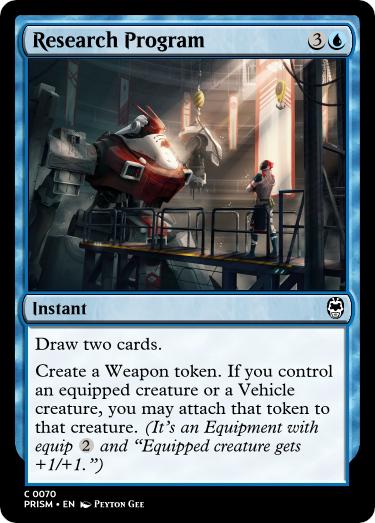 Research Program 3
Instant
Draw two cards.
Create a Weapon token. If you control
an equipped creature or a Vehicle
creature, you may attach that token to
that creature. (It's an Equipment with
equip 2 and “Equipped creature gets
+1/+1.”)
C 0070
PRISM • EN Peyton Gee